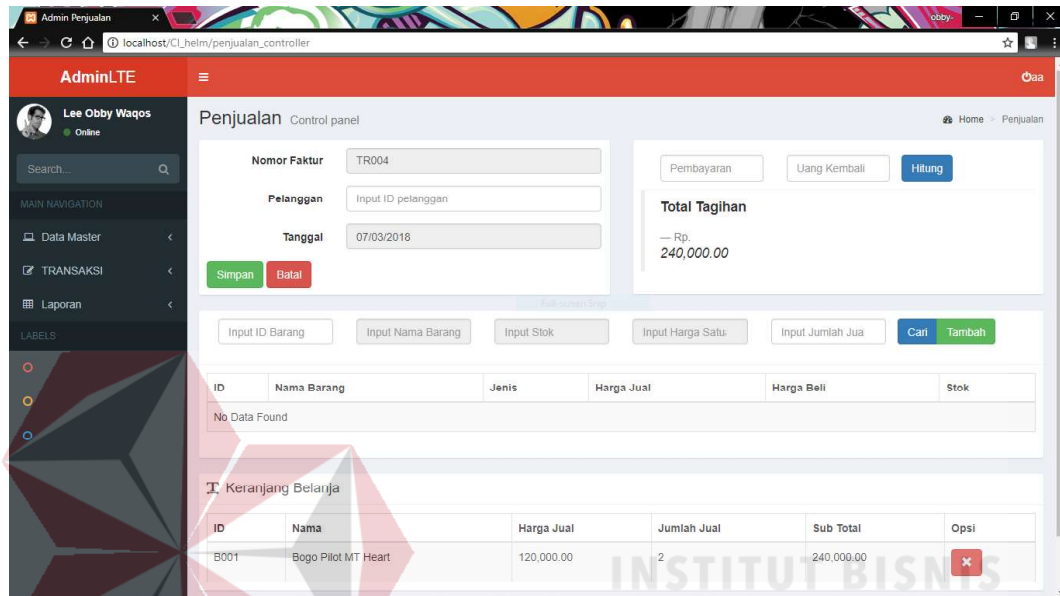 Admin Penjualan
obby-
localhost/CI_helm/penjualan_controller
AdminLTE
aa
Lee Obby Waqos
Online
Penjualan Control panel
Home > Penjualan
Search...
MAIN NAVIGATION
Data Master
TRANSAKSI
Laporan
LABELS
Nomor Faktur TR004
Pelanggan Input ID pelanggan
Tanggal 07/03/2018
Simpan Batal
Pembayaran Uang Kembali Hitung
Total Tagihan
— Rp.
240,000.00
Full-screen Snip
Input ID Barang Input Nama Barang Input Stok Input Harga Satu Input Jumlah Jua Cari Tambah
ID Nama Barang Jenis Harga Jual Harga Beli Stok
No Data Found
Keranjang Belanja
ID Nama Harga Jual Jumlah Jual Sub Total Opsi
B001 Bogo Pilot MT Heart 120,000.00 2 240,000.00
INSTITUT BISNIS